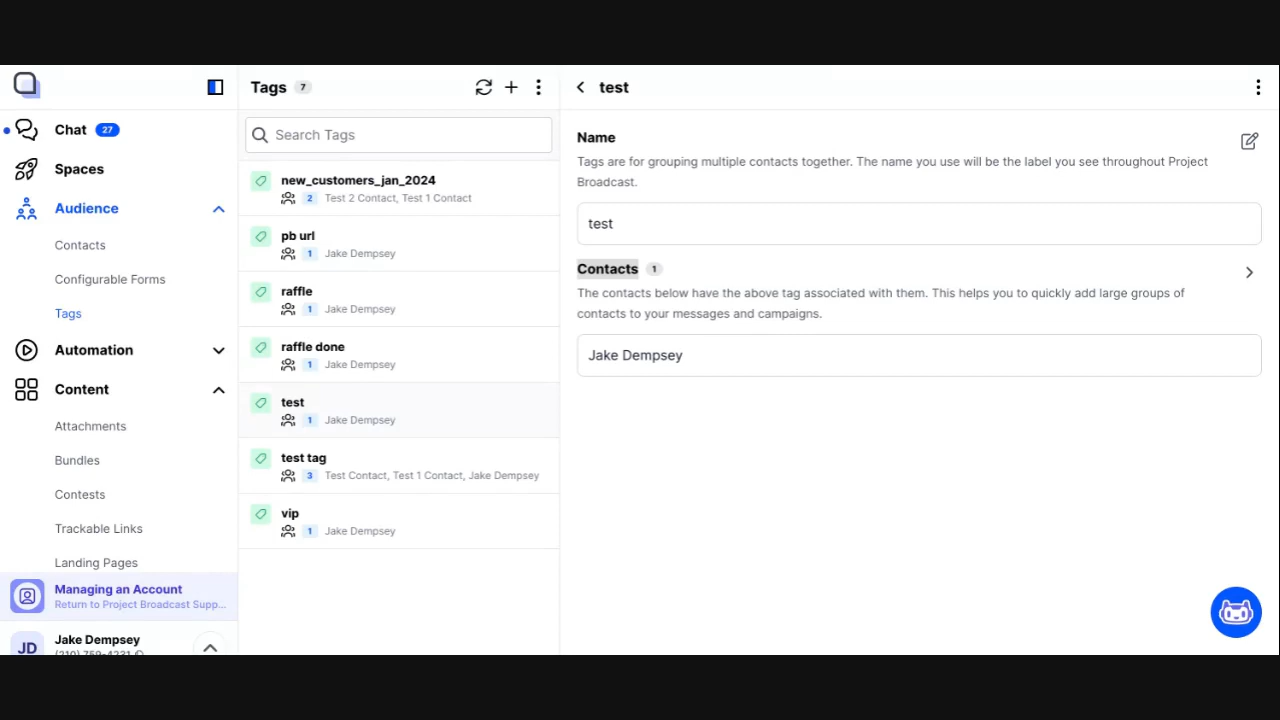 Chat 27
Spaces
Audience
Contacts
Configurable Forms
Tags
Automation
Content
Attachments
Bundles
Contests
Trackable Links
Landing Pages
Managing an Account
Return to Project Broadcast Supp...
JD
Jake Dempsey
Tags 7
Search Tags
new_customers_jan_2024
2 Test 2 Contact, Test 1 Contact
pb url
1 Jake Dempsey
raffle
1 Jake Dempsey
raffle done
1 Jake Dempsey
test
1 Jake Dempsey
test tag
3 Test Contact, Test 1 Contact, Jake Dempsey
vip
1 Jake Dempsey
test
Name
Tags are for grouping multiple contacts together. The name you use will be the label you see throughout Project
Broadcast.
test
Contacts 1
The contacts below have the above tag associated with them. This helps you to quickly add large groups of
contacts to your messages and campaigns.
Jake Dempsey